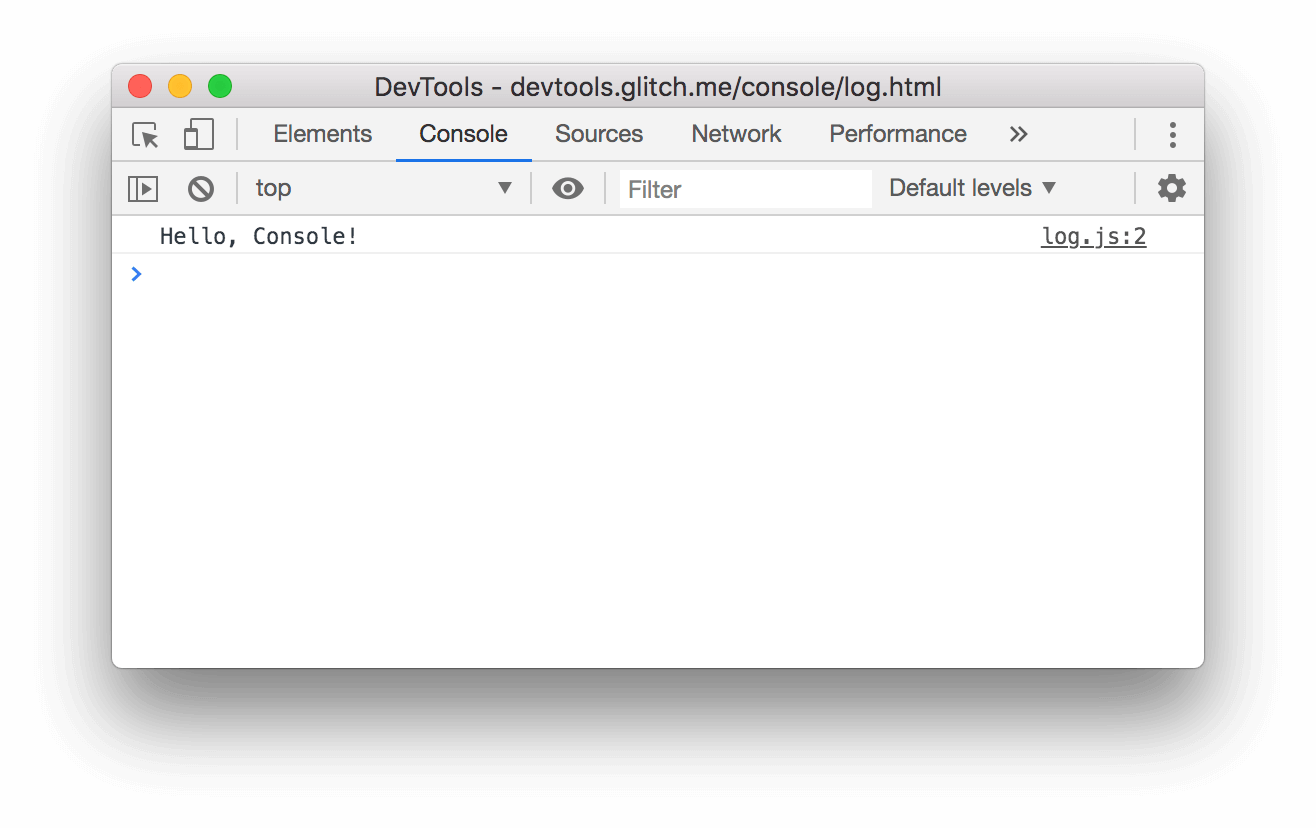 DevTools - devtools.glitch.me/console/log.html
Elements Console Sources Network Performance
top Filter Default levels
Hello, Console! log.js:2